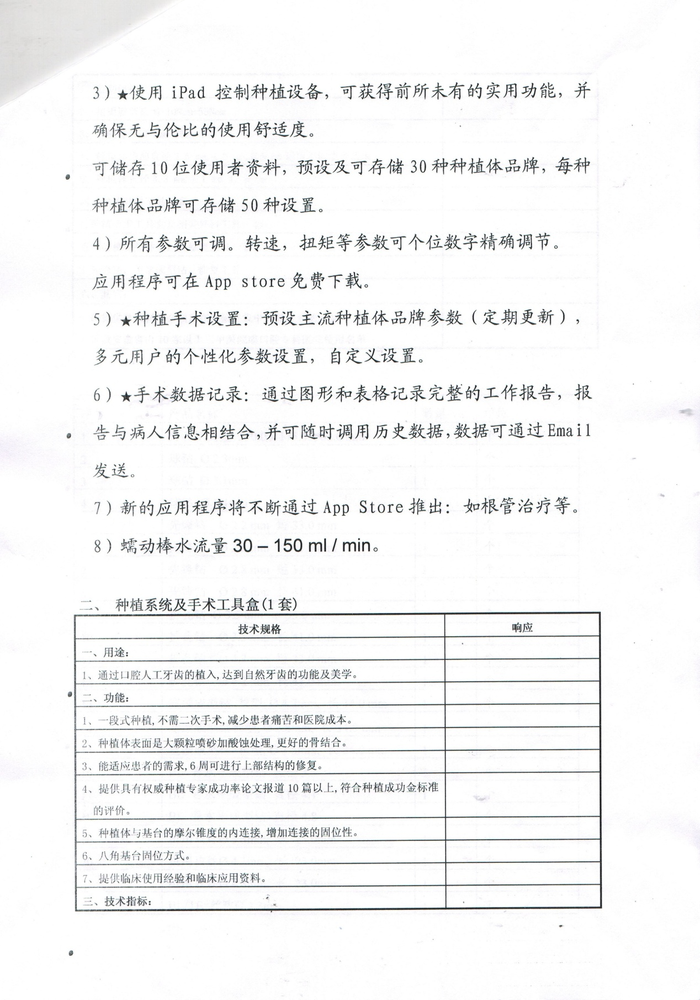 3）★使用 iPad 控制种植设备，可获得前所未有的实用功能，并
确保无与伦比的使用舒适度。
可储存 10 位使用者资料，预设及可存储 30 种种植体品牌，每种
种植体品牌可存储 50 种设置。
4）所有参数可调。转速，扭矩等参数可个位数字精确调节。
应用程序可在 App store 免费下载。
5）★种植手术设置：预设主流种植体品牌参数（定期更新），
多元用户的个性化参数设置，自定义设置。
6）★手术数据记录：通过图形和表格记录完整的工作报告，报
告与病人信息相结合，并可随时调用历史数据，数据可通过 Email
发送。
7）新的应用程序将不断通过 App Store 推出：如根管治疗等。
8）蠕动棒水流量 30 – 150 ml / min。
二、 种植系统及手术工具盒(1 套)
技术规格 响应
一、用途:
1、通过口腔人工牙齿的植入,达到自然牙齿的功能及美学。
二、功能:
1、一段式种植,不需二次手术,减少患者痛苦和医院成本。
2、种植体表面是大颗粒喷砂加酸蚀处理,更好的骨结合。
3、能适应患者的需求,6 周可进行上部结构的修复。
4、提供具有权威种植专家成功率论文报道 10 篇以上,符合种植成功金标准
的评价。
5、种植体与基台的摩尔锥度的内连接,增加连接的固位性。
6、八角基台固位方式。
7、提供临床使用经验和临床应用资料。
三、技术指标: